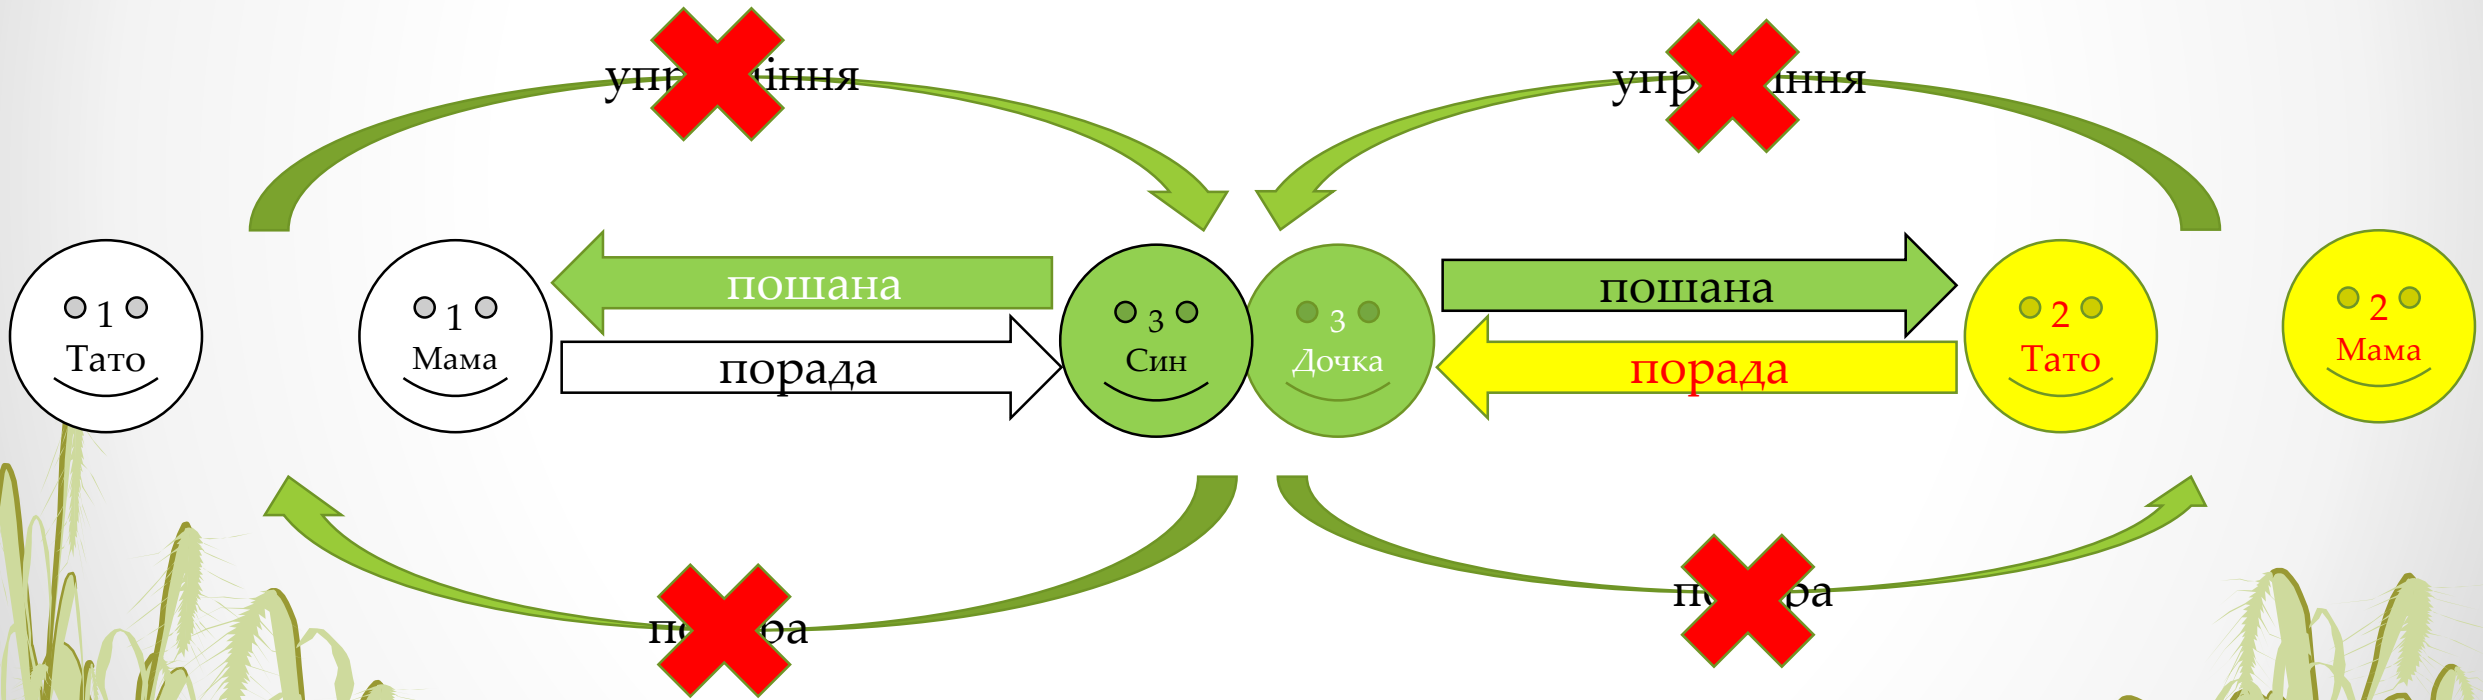 пошана
порада
1
Тато
1
Мама
3
Син
3
Дочка
пошана
порада
2
Тато
2
Мама